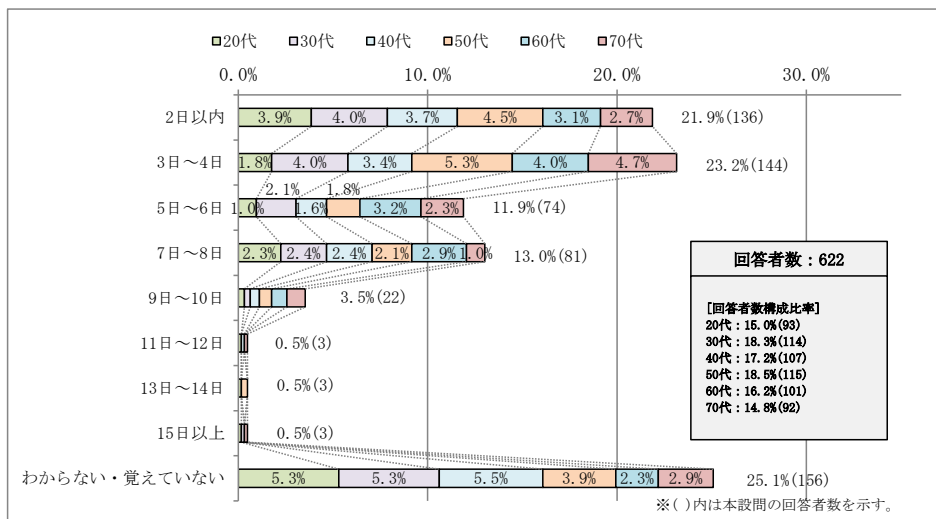 ■20代 ■30代 □40代 ■50代 ■60代 ■70代
0.0% 10.0% 20.0% 30.0%
2日以内 3.9% 4.0% 3.7% 4.5% 3.1% 2.7% 21.9%(136)
3日～4日 1.8% 4.0% 3.4% 5.3% 4.0% 4.7% 23.2%(144)
2.1% 1.8%
5日～6日 1.0% 1.6% 3.2% 2.3% 11.9%(74)
7日～8日 2.3% 2.4% 2.4% 2.1% 2.9% 1.0% 13.0%(81)
9日～10日 3.5%(22)
11日～12日 0.5%(3)
13日～14日 0.5%(3)
15日以上 0.5%(3)
わからない・覚えていない 5.3% 5.3% 5.5% 3.9% 2.3% 2.9% 25.1%(156)
回答者数：622
[回答者数構成比率]
20代：15.0%(93)
30代：18.3%(114)
40代：17.2%(107)
50代：18.5%(115)
60代：16.2%(101)
70代：14.8%(92)
※( )内は本設問の回答者数を示す。